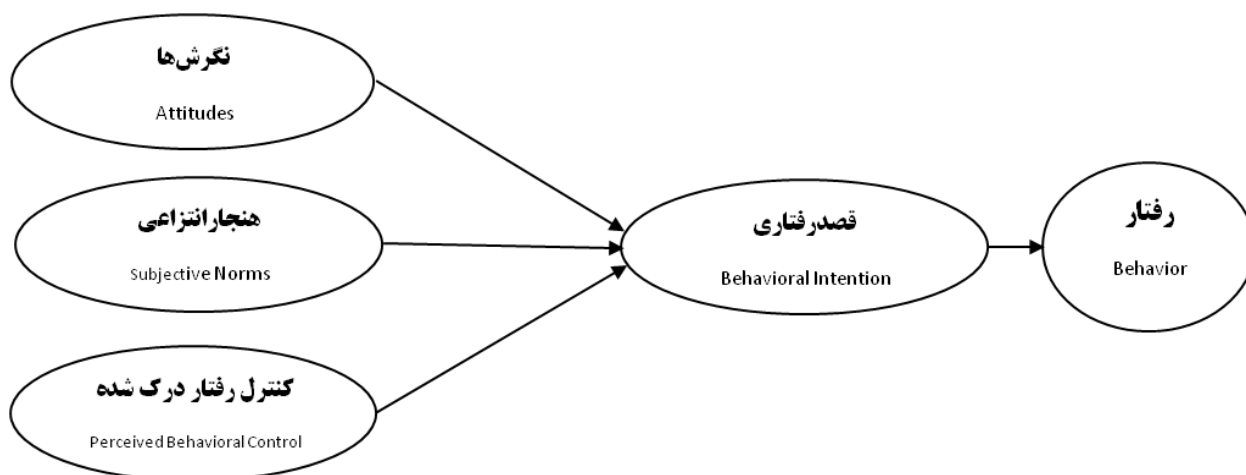 نگرش‌ها
Attitudes
هنجارانتزاعی
Subjective Norms
کنترل رفتار درک شده
Perceived Behavioral Control
قصدرفتاری
Behavioral Intention
رفتار
Behavior